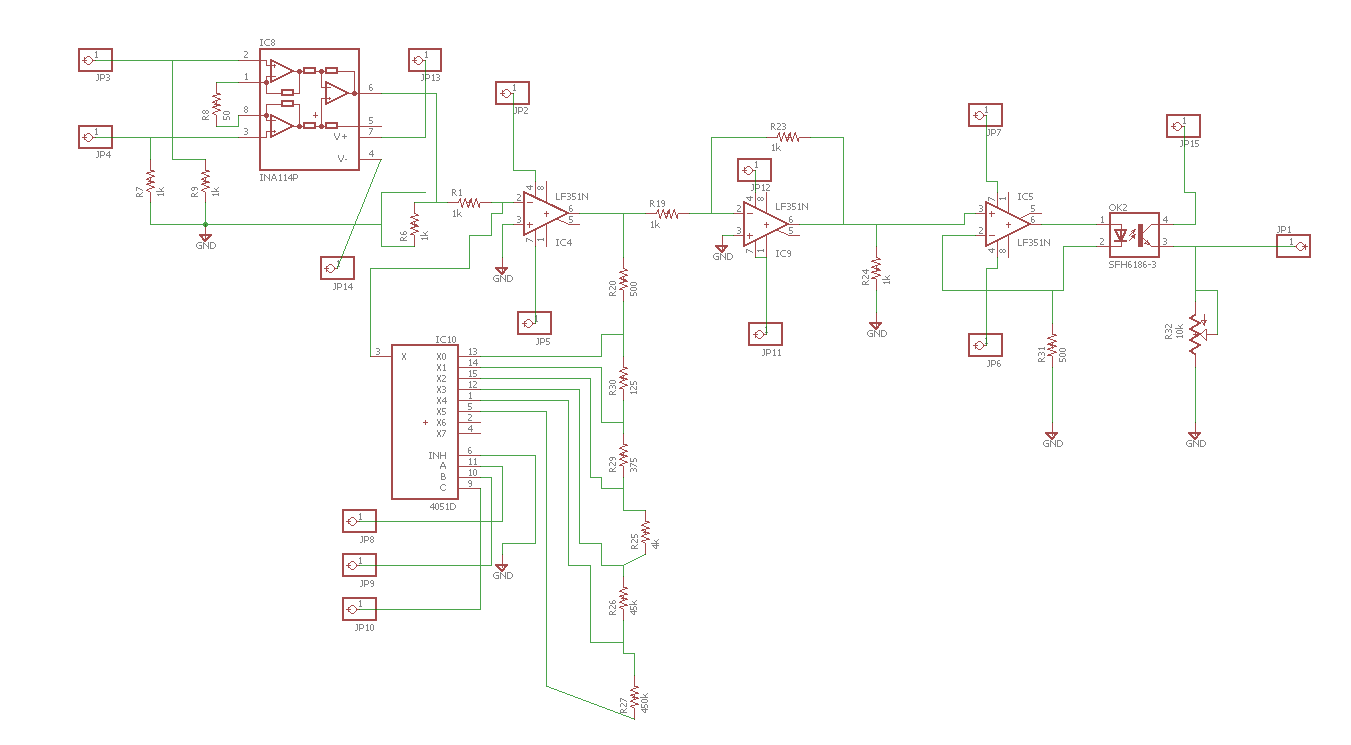 IC8
JP3
1
2
1
8
3
R8
50
JP4
1
6
5
7
4
V+
V-
INA114P
JP13
1
R7
1k
R9
1k
GND
R6
1k
JP14
1
R1
1k
JP2
1
2
3
4
8
7
1
6
5
LF351N
IC4
GND
JP5
1
R19
1k
R20
500
R30
125
R29
375
R25
4k
R26
45k
R27
450k
IC10
3
X
X0
13
X1
14
X2
15
X3
12
X4
1
X5
5
X6
2
X7
4
INH
6
A
11
B
10
C
9
4051D
JP8
1
JP9
1
JP10
1
GND
R23
1k
JP12
1
2
3
4
8
7
1
6
5
LF351N
IC9
GND
JP11
1
R24
1k
GND
JP7
1
3
2
7
1
4
8
5
6
IC5
LF351N
JP6
1
R31
500
GND
OK2
1
2
4
3
SFH6186-3
JP15
1
JP1
1
R32
10k
GND